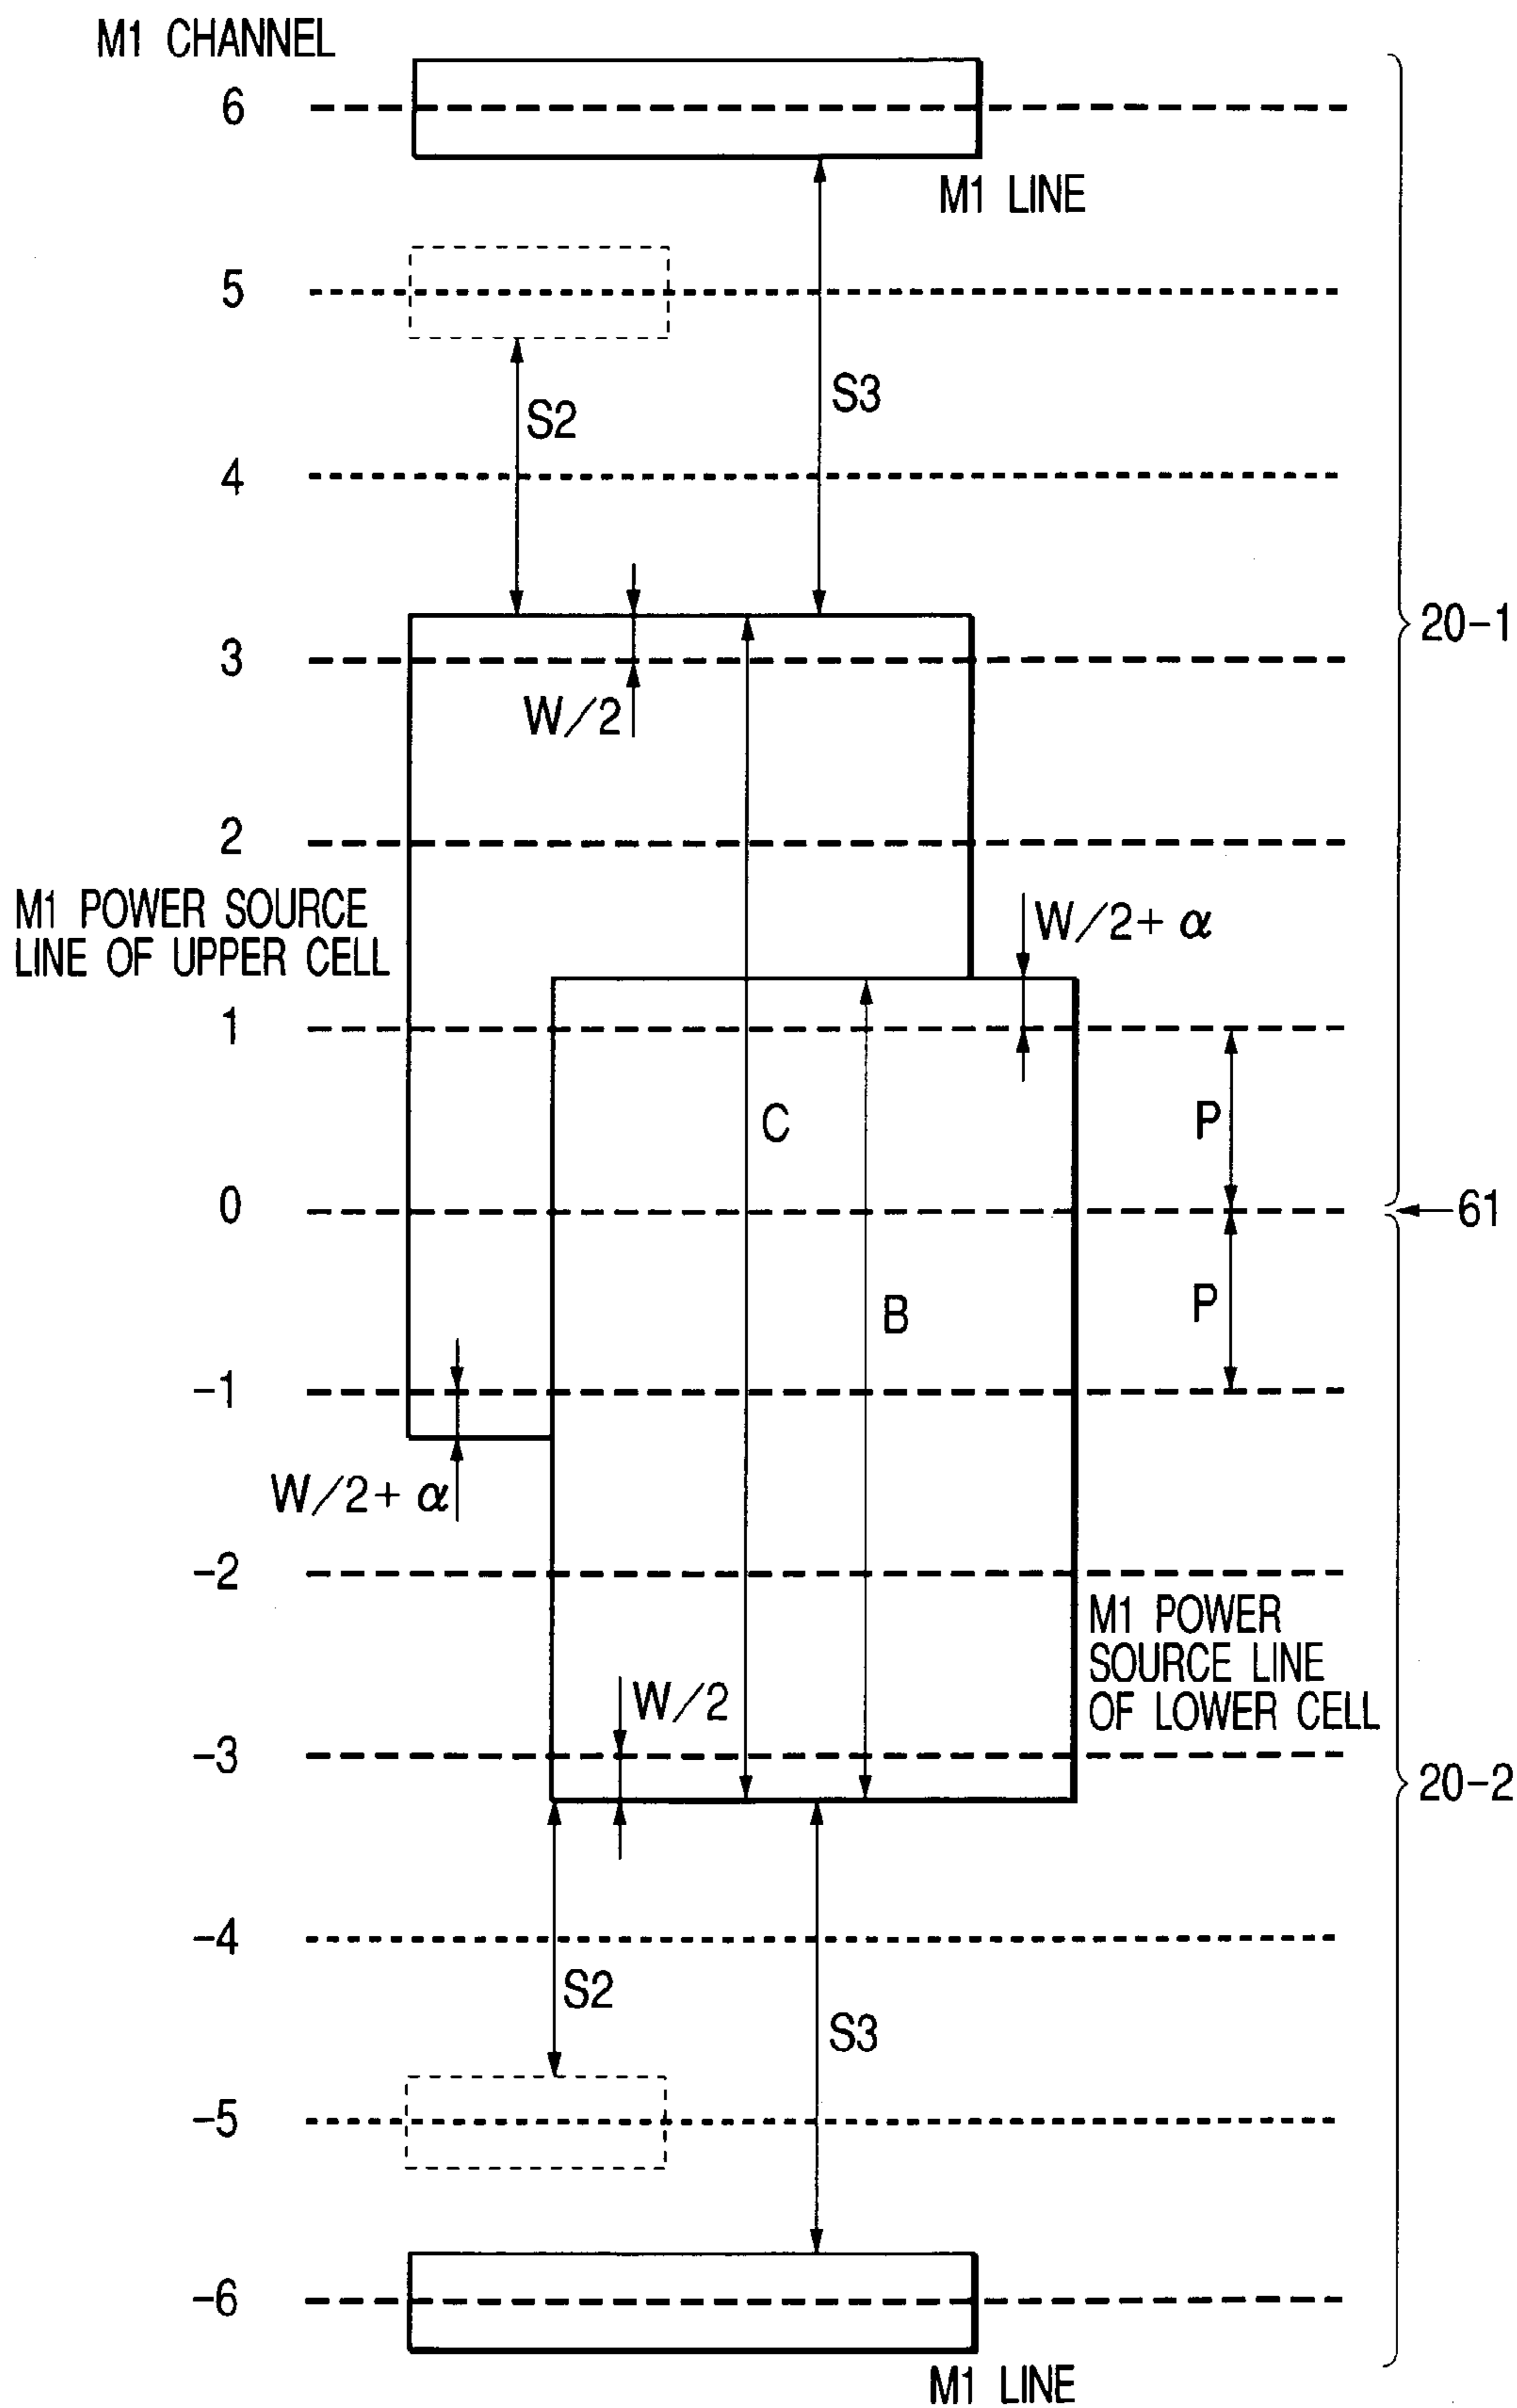 M1 CHANNEL
6
M1 LINE
5
S3
S2
4
20-1
3
W/2
2
M1 POWER SOURCE
LINE OF UPPER CELL
W/2+ α
1
C
P
0
61
B
P
-1
W/2+ α
-2
M1 POWER
SOURCE LINE
OF LOWER CELL
W/2
-3
20-2
-4
S2
S3
-5
-6
M1 LINE